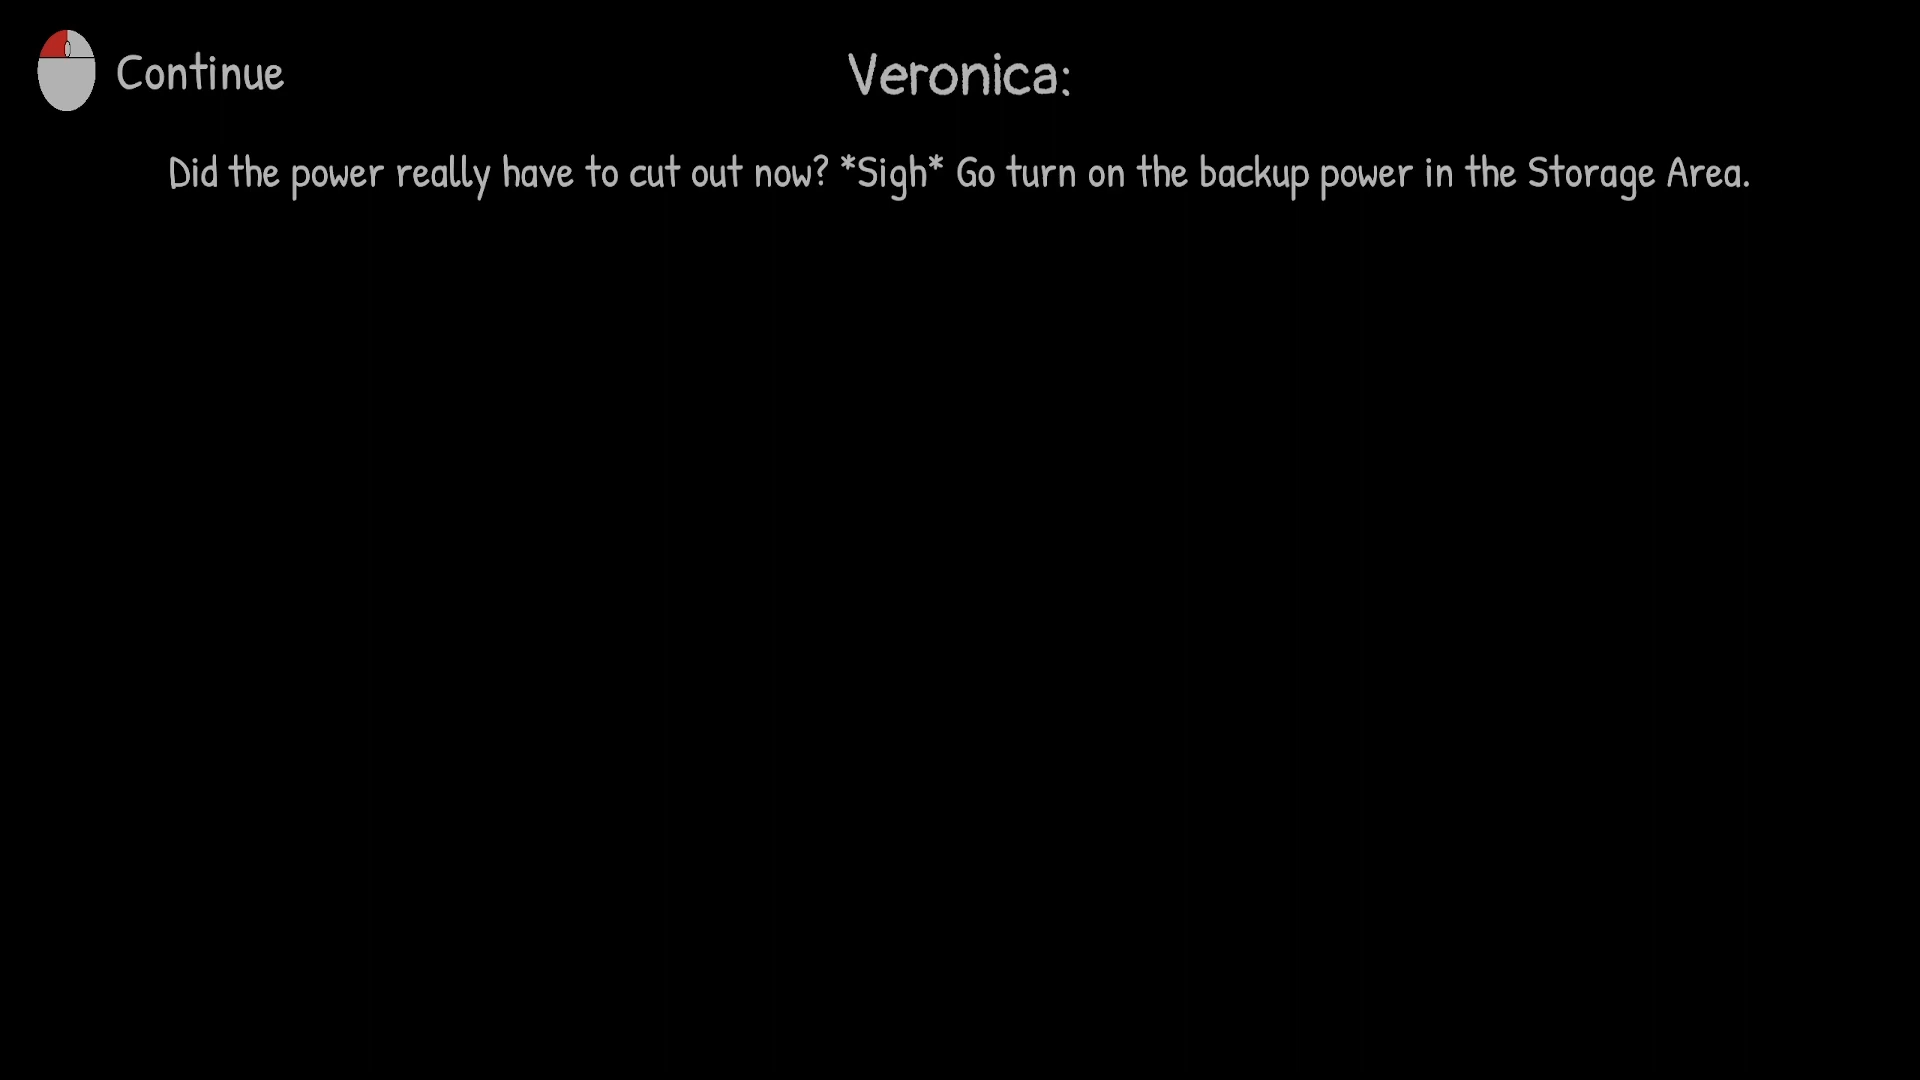 Continue
Veronica:
Did the power really have to cut out now? *Sigh* Go turn on the backup power in the Storage Area.